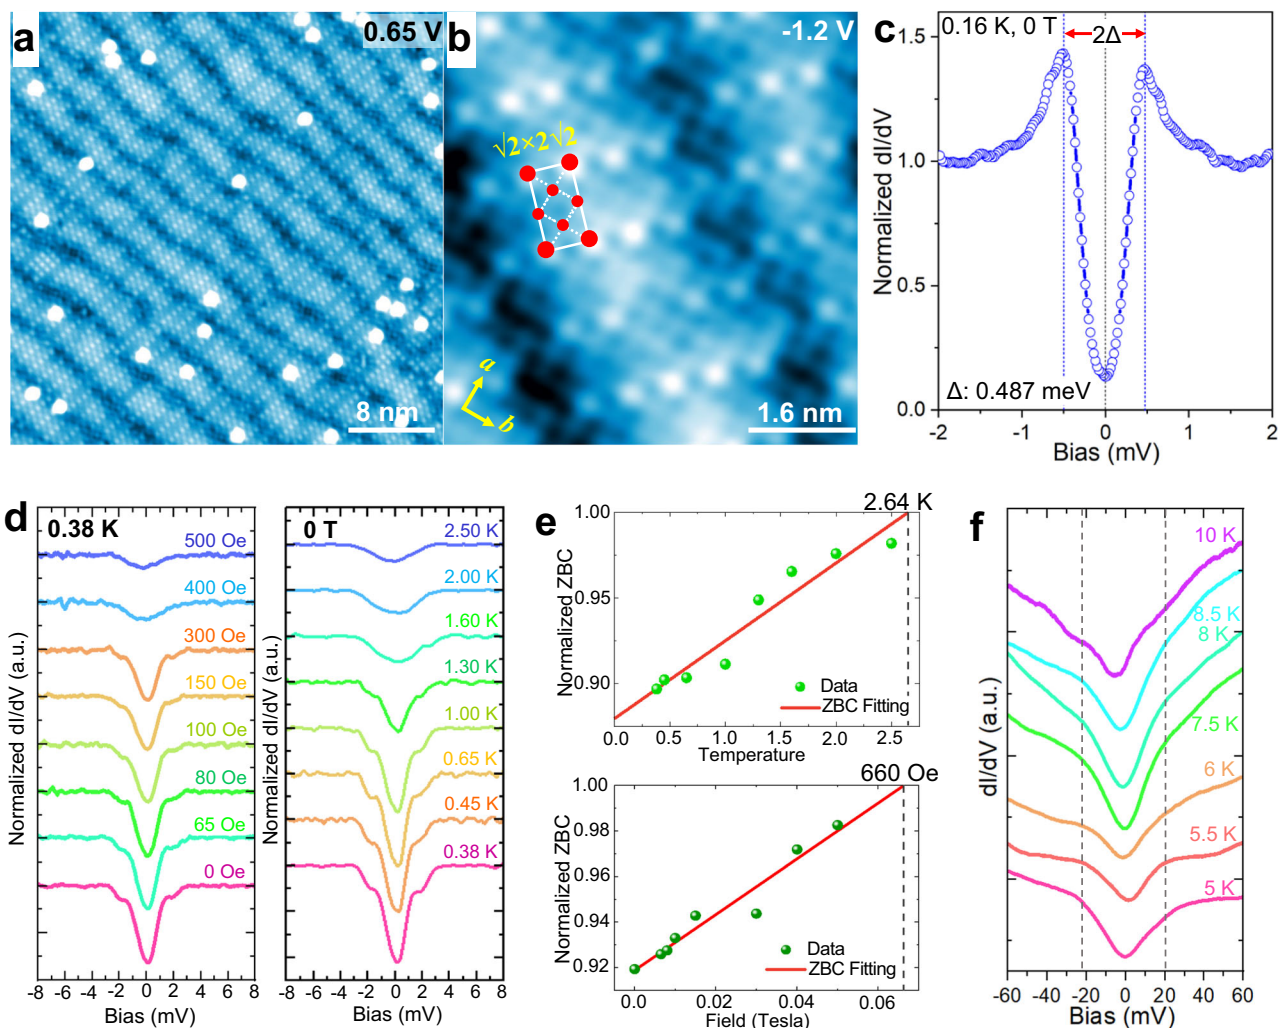 a
0.65 V
8 nm
b
-1.2 V
√2×2√2
a
b
1.6 nm
c
0.16 K, 0 T
2Δ
Δ: 0.487 meV
Normalized dI/dV
1.5
1.0
0.5
0.0
-2 -1 0 1 2
Bias (mV)
d
0.38 K
500 Oe
400 Oe
300 Oe
150 Oe
100 Oe
80 Oe
65 Oe
0 Oe
Normalized dI/dV (a.u.)
-8 -6 -4 -2 0 2 4 6 8
Bias (mV)
0 T
2.50 K
2.00 K
1.60 K
1.30 K
1.00 K
0.65 K
0.45 K
0.38 K
Normalized dI/dV (a.u.)
-8 -6 -4 -2 0 2 4 6 8
Bias (mV)
e
2.64 K
Normalized ZBC
1.00
0.95
0.90
Data
ZBC Fitting
0.0 0.5 1.0 1.5 2.0 2.5
Temperature
660 Oe
Normalized ZBC
1.00
0.98
0.96
0.94
0.92
Data
ZBC Fitting
0.0 0.02 0.04 0.06
Field (Tesla)
f
10 K
8.5 K
8 K
7.5 K
6 K
5.5 K
5 K
dI/dV (a.u.)
-60 -40 -20 0 20 40 60
Bias (mV)